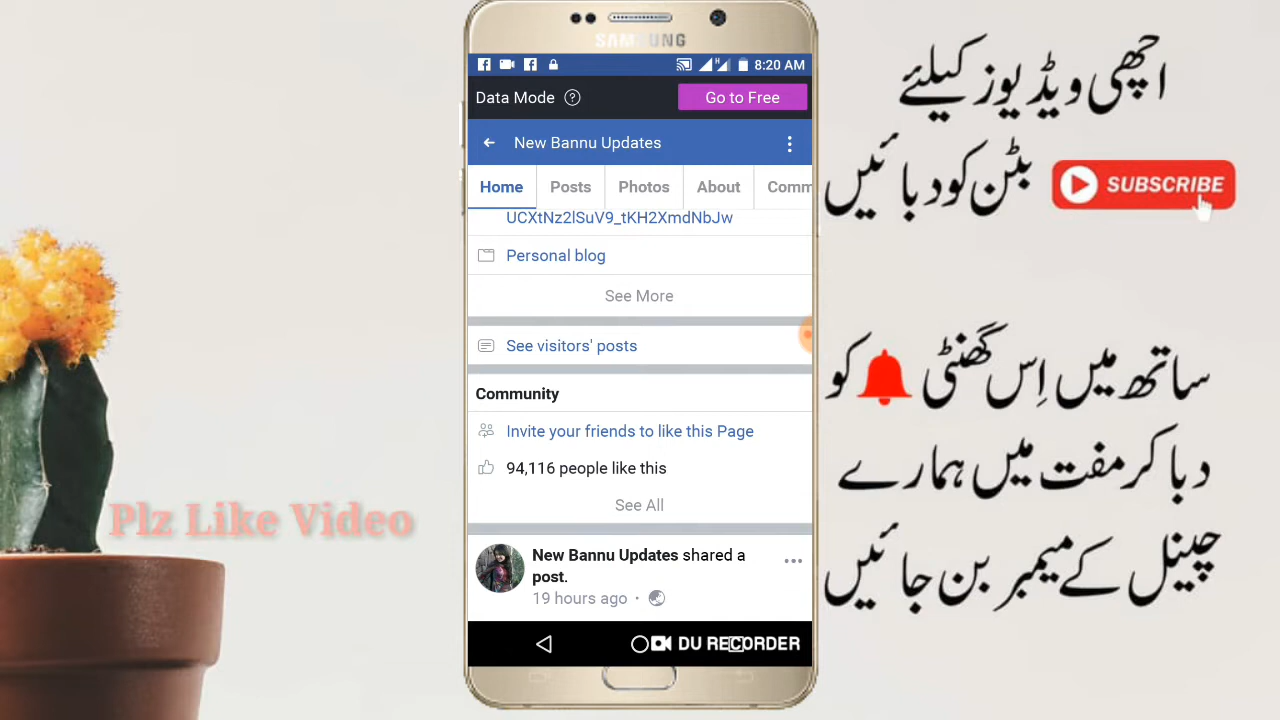 SAMSUNG
8:20 AM
Data Mode
Go to Free
New Bannu Updates
Home Posts Photos About Comm
UCXtNz2lSuV9_tKH2XmdNbJw
Personal blog
See More
See visitors' posts
Community
Invite your friends to like this Page
94,116 people like this
See All
New Bannu Updates shared a
post.
19 hours ago
DU RECORDER
Plz Like Video
اچھی ویڈیوز کیلئے
بٹن کو دبائیں SUBSCRIBE
ساتھ میں اِس گھنٹی کو
دبا کر مفت میں ہمارے
چینل کے میمبر بن جائیں